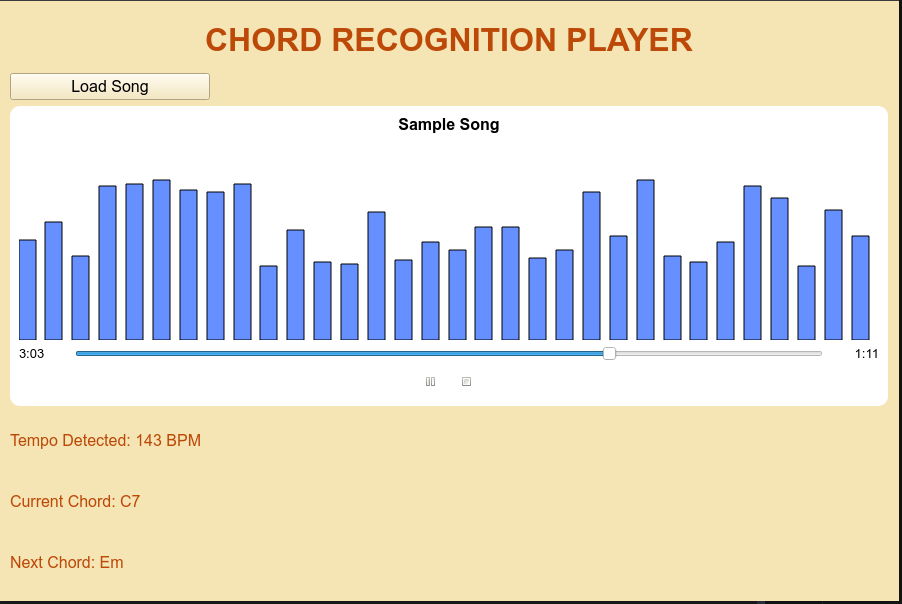 CHORD RECOGNITION PLAYER
Load Song
Sample Song
3:03
1:11
Tempo Detected: 143 BPM
Current Chord: C7
Next Chord: Em